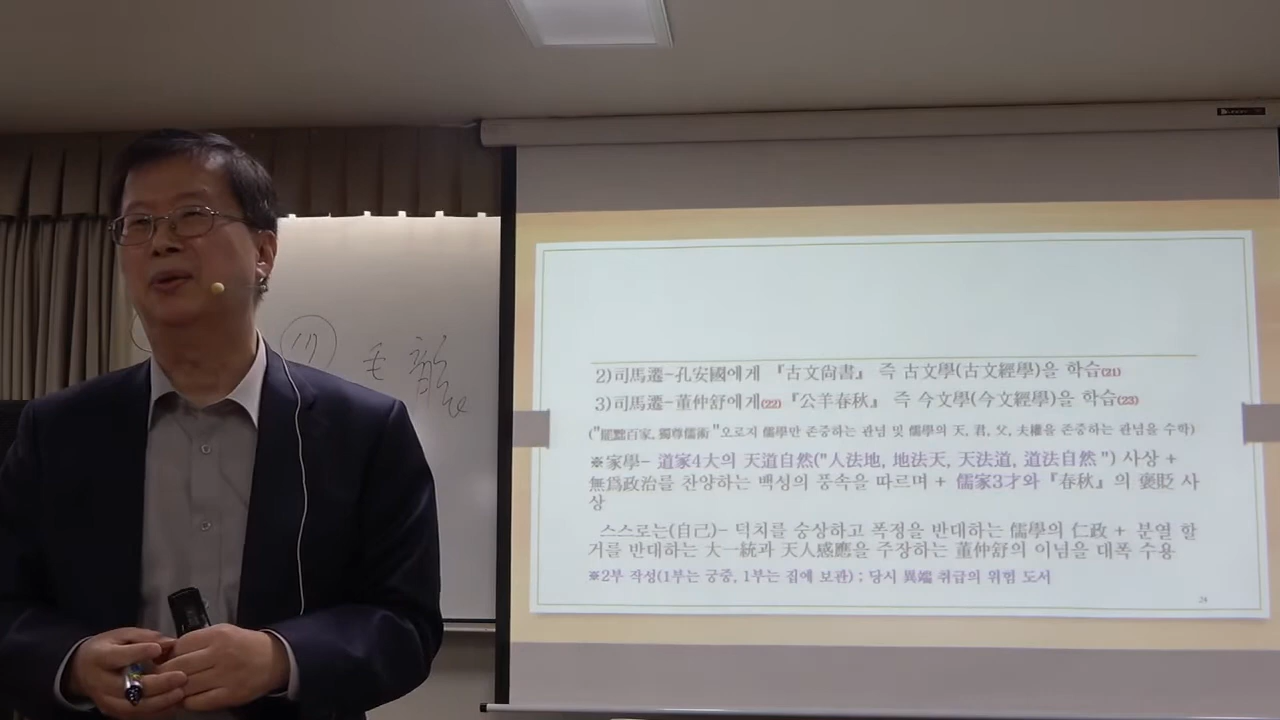 毛 龍
2)司馬遷-孔安國에게 『古文尙書』 즉 古文學(古文經學)을 학습(21)
3)司馬遷-董仲舒에게(22)『公羊春秋』 즉 今文學(今文經學)을 학습(23)
("罷黜百家, 獨尊儒術"오로지 儒學만 존중하는 관념 및 儒學의 天, 君, 父, 夫權을 존중하는 관념을 수학)
※家學- 道家4大의 天道自然("人法地, 地法天, 天法道, 道法自然") 사상 +
無爲政治를 찬양하는 백성의 풍속을 따르며 + 儒家3才와『春秋』의 褒貶 사
상
스스로는(自己)- 덕치를 숭상하고 폭정을 반대하는 儒學의 仁政 + 분열 할
거를 반대하는 大一統과 天人感應을 주장하는 董仲舒의 이념을 대폭 수용
※2부 작성(1부는 궁중, 1부는 집에 보관) : 당시 異端 취급의 위험 도서
24